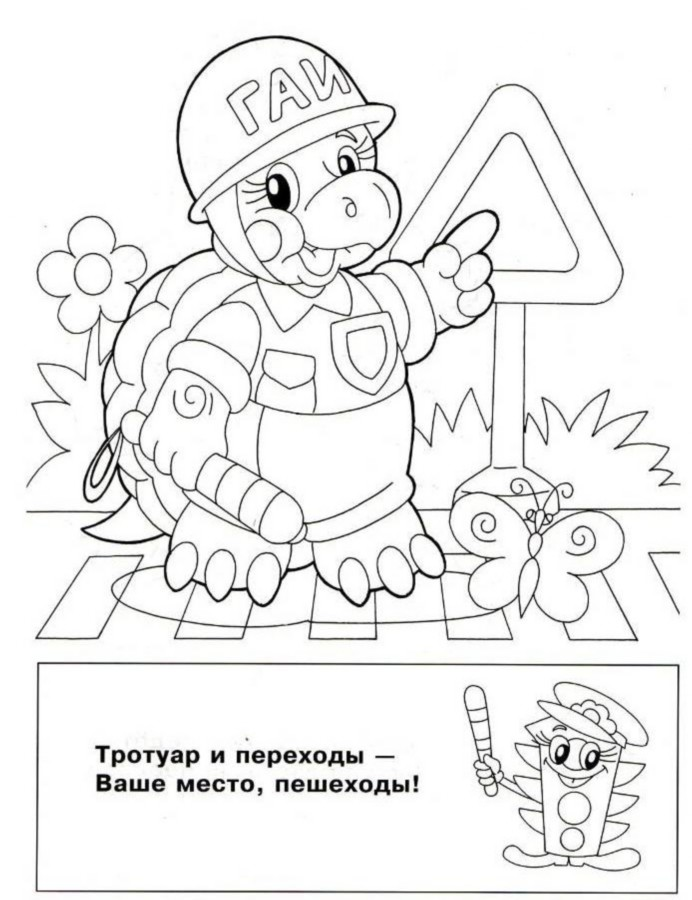 ГАИ
Тротуар и переходы —
Ваше место, пешеходы!